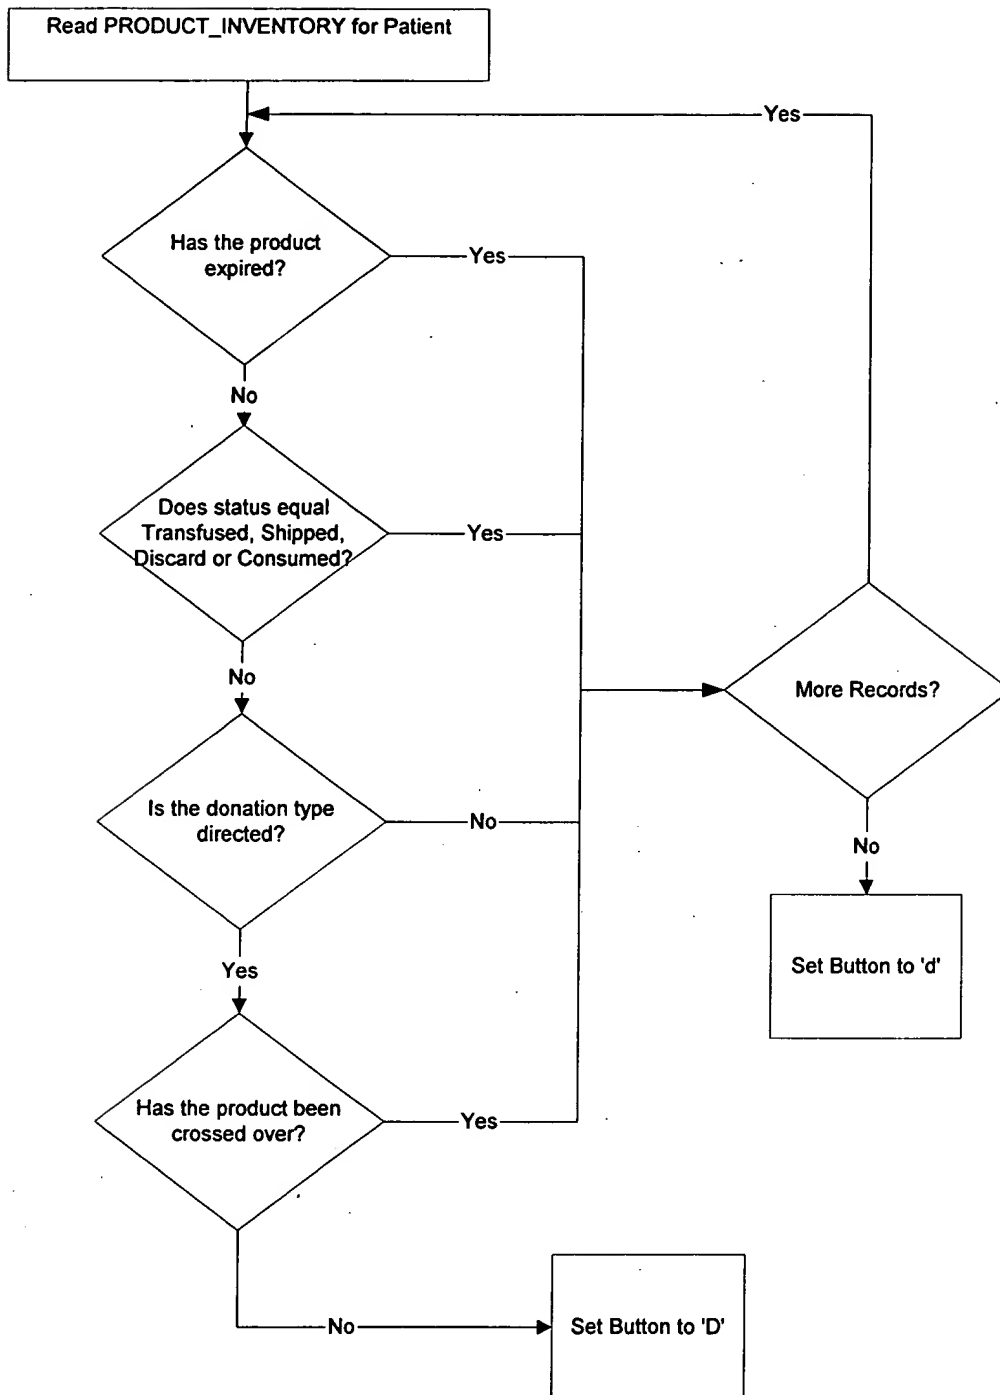 Read PRODUCT_INVENTORY for Patient
Yes
Has the product
expired?
Yes
No
Does status equal
Transfused, Shipped,
Discard or Consumed?
Yes
No
More Records?
Is the donation type
directed?
No
No
Yes
Set Button to 'd'
Has the product been
crossed over?
Yes
No
Set Button to 'D'